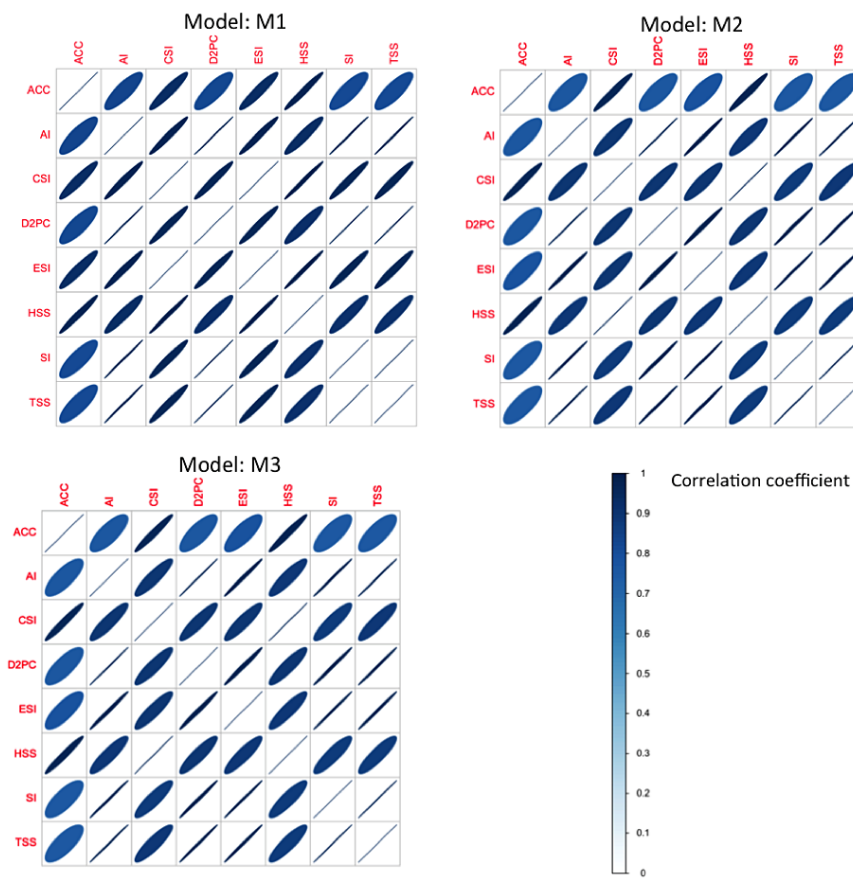 Model: M1
ACC AI CSI D2PC ESI HSS SI TSS
ACC
AI
CSI
D2PC
ESI
HSS
SI
TSS
Model: M2
ACC AI CSI D2PC ESI HSS SI TSS
ACC
AI
CSI
D2PC
ESI
HSS
SI
TSS
Model: M3
ACC AI CSI D2PC ESI HSS SI TSS
ACC
AI
CSI
D2PC
ESI
HSS
SI
TSS
Correlation coefficient
1
0.9
0.8
0.7
0.6
0.5
0.4
0.3
0.2
0.1
0